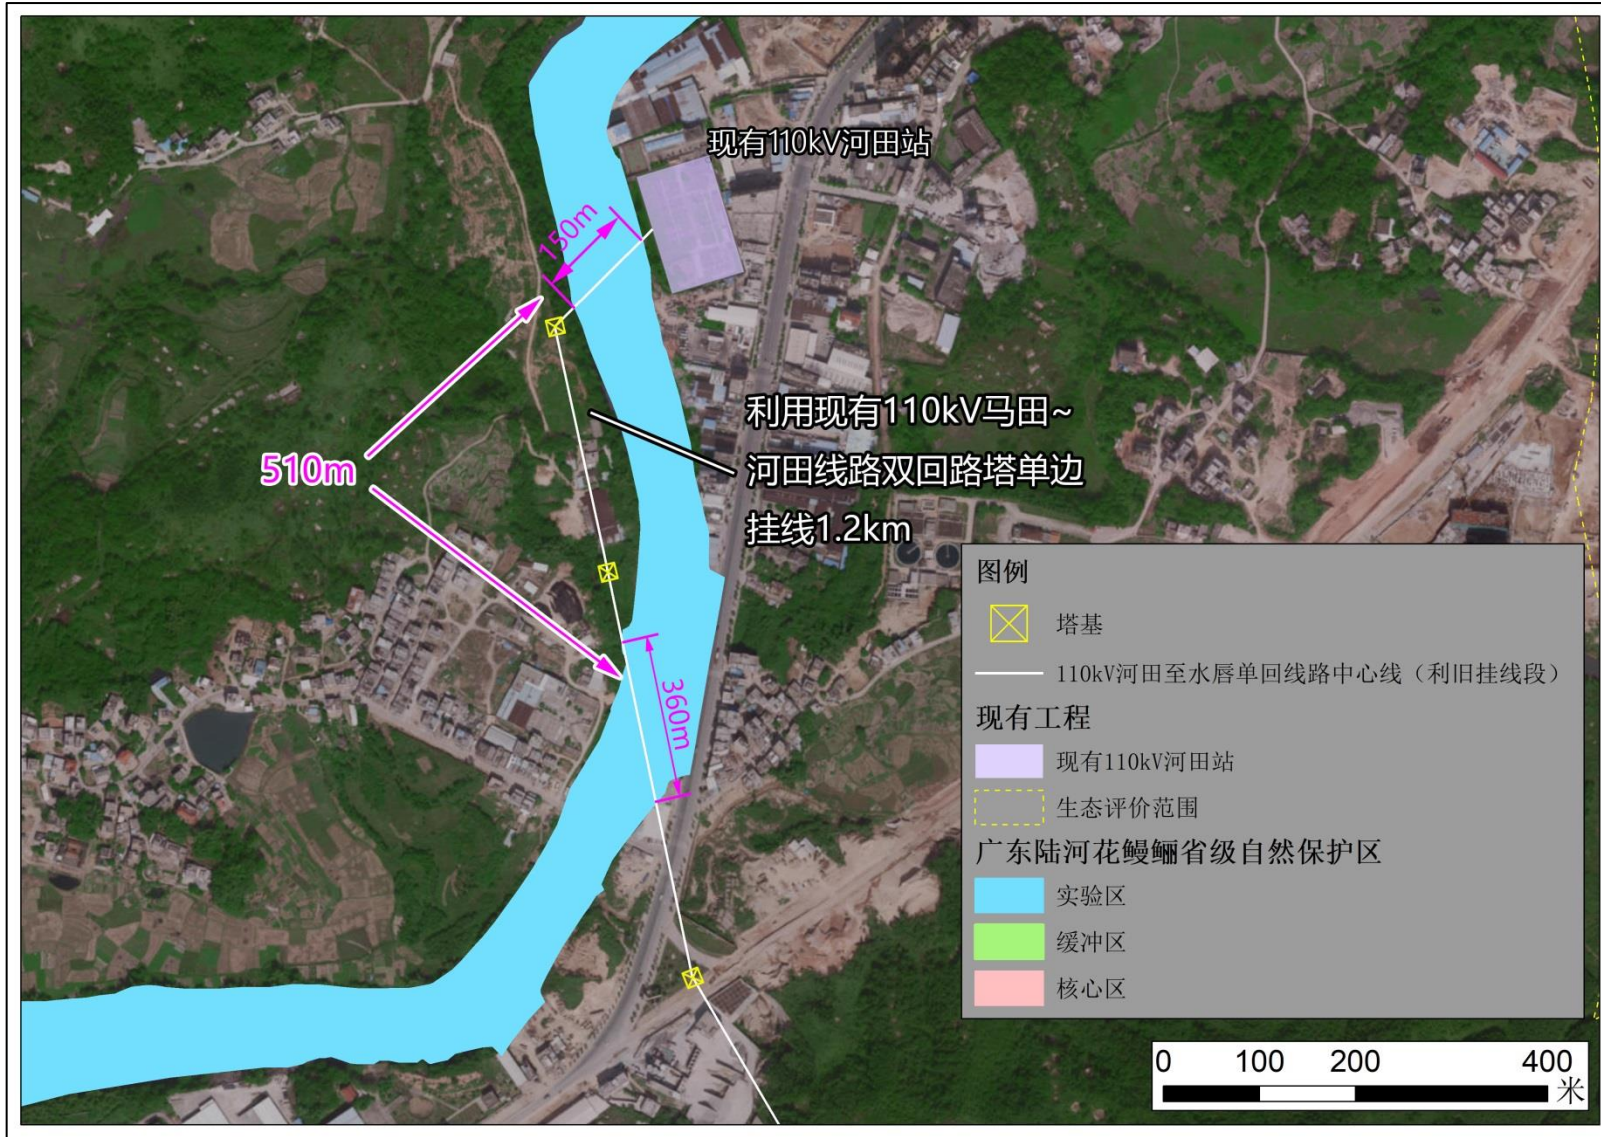 现有110kV河田站
150m
利用现有110kV马田~
河田线路双回路塔单边
挂线1.2km
510m
360m
图例
塔基
110kV河田至水唇单回线路中心线（利旧挂线段）
现有工程
现有110kV河田站
生态评价范围
广东陆河花鳗鲡省级自然保护区
实验区
缓冲区
核心区
0 100 200 400
米